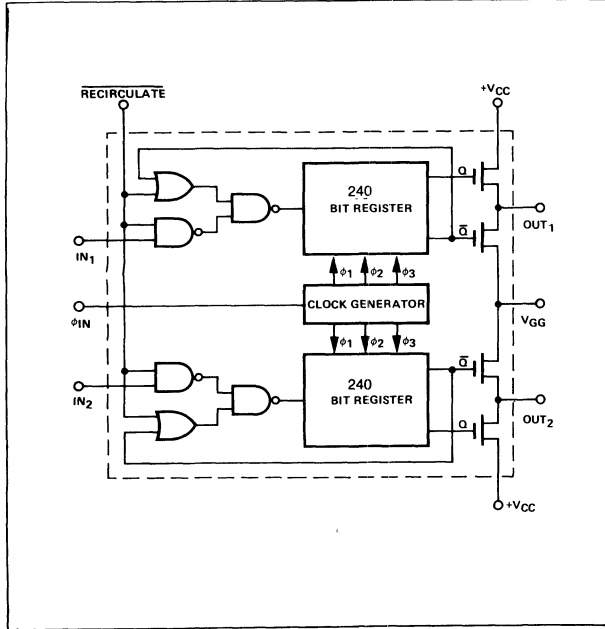 RECIRCULATE
+VCC
240
BIT REGISTER
Q
Q̅
OUT1
IN1
ϕ1 ϕ2 ϕ3
ϕIN
CLOCK GENERATOR
VGG
ϕ1 ϕ2 ϕ3
IN2
240
BIT REGISTER
Q̅
Q
OUT2
+VCC